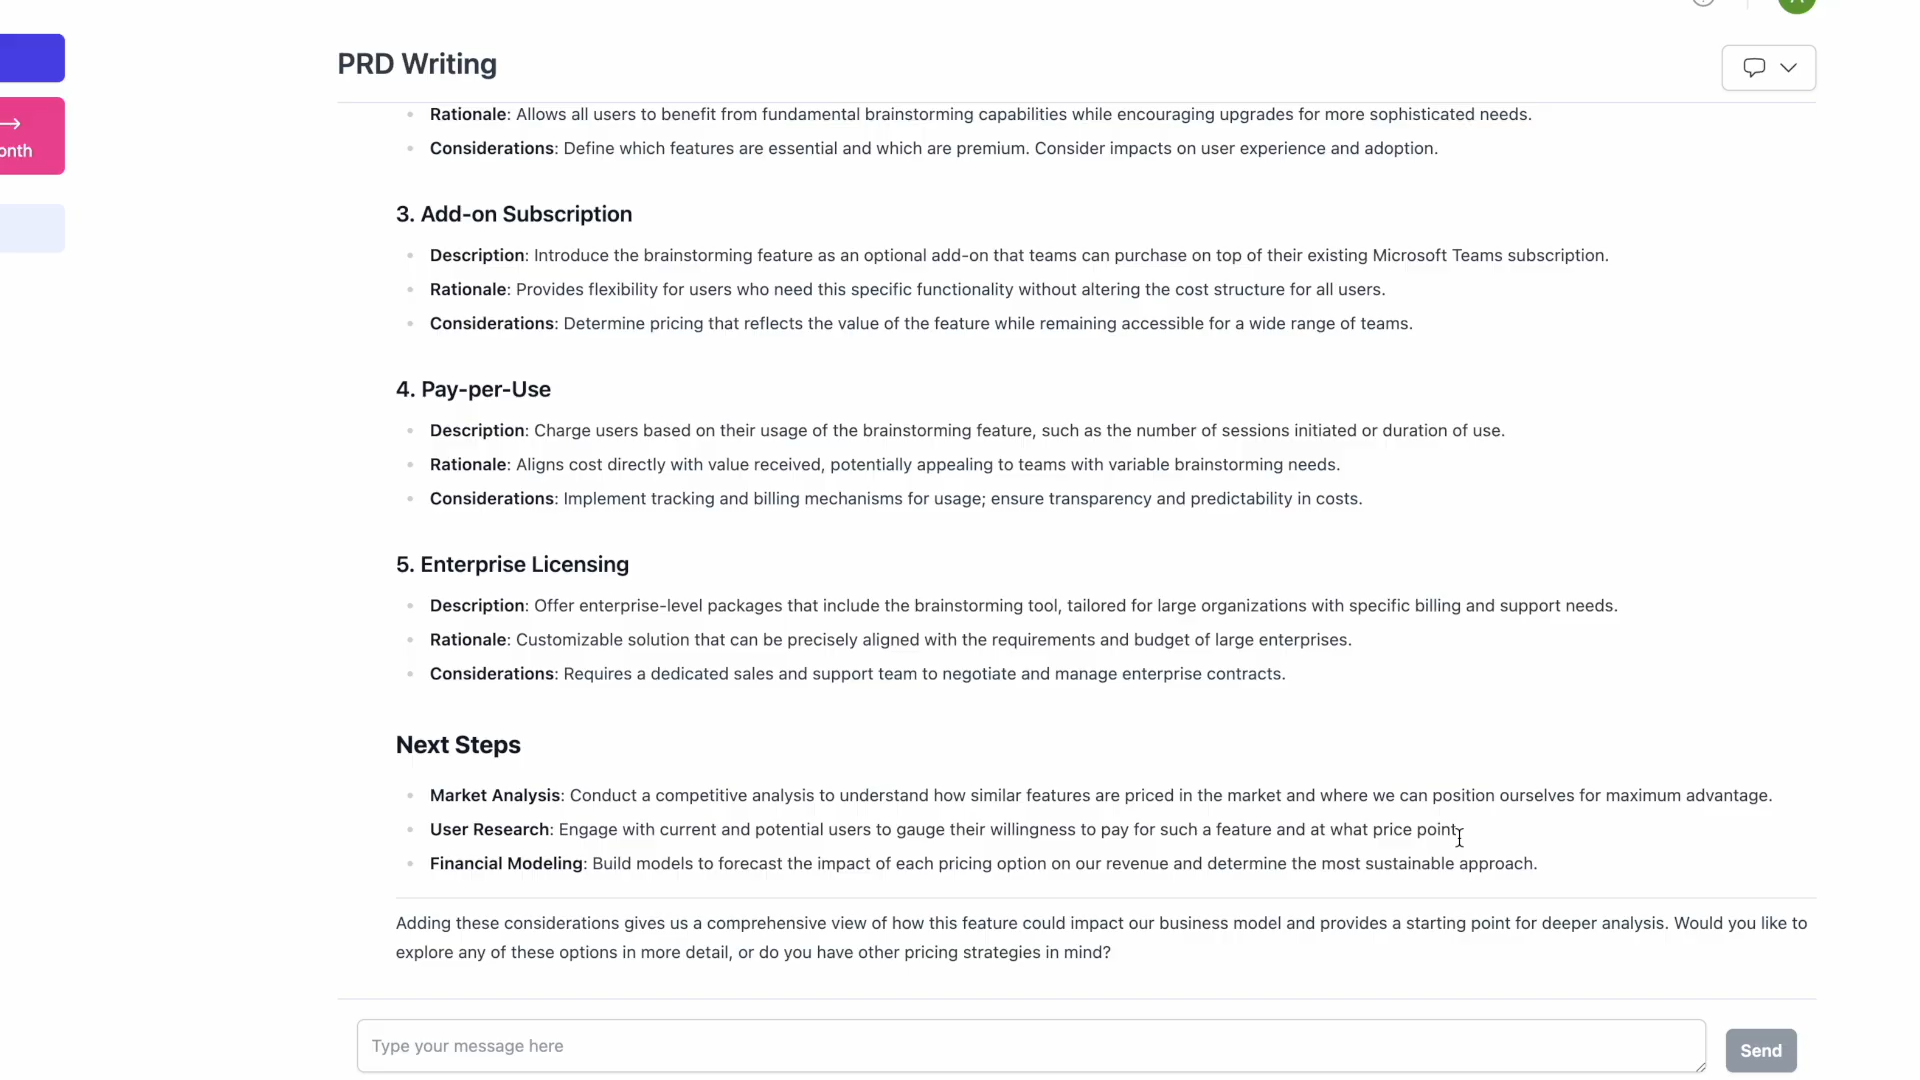 PRD Writing
→
onth
Rationale: Allows all users to benefit from fundamental brainstorming capabilities while encouraging upgrades for more sophisticated needs.
Considerations: Define which features are essential and which are premium. Consider impacts on user experience and adoption.
3. Add-on Subscription
Description: Introduce the brainstorming feature as an optional add-on that teams can purchase on top of their existing Microsoft Teams subscription.
Rationale: Provides flexibility for users who need this specific functionality without altering the cost structure for all users.
Considerations: Determine pricing that reflects the value of the feature while remaining accessible for a wide range of teams.
4. Pay-per-Use
Description: Charge users based on their usage of the brainstorming feature, such as the number of sessions initiated or duration of use.
Rationale: Aligns cost directly with value received, potentially appealing to teams with variable brainstorming needs.
Considerations: Implement tracking and billing mechanisms for usage; ensure transparency and predictability in costs.
5. Enterprise Licensing
Description: Offer enterprise-level packages that include the brainstorming tool, tailored for large organizations with specific billing and support needs.
Rationale: Customizable solution that can be precisely aligned with the requirements and budget of large enterprises.
Considerations: Requires a dedicated sales and support team to negotiate and manage enterprise contracts.
Next Steps
Market Analysis: Conduct a competitive analysis to understand how similar features are priced in the market and where we can position ourselves for maximum advantage.
User Research: Engage with current and potential users to gauge their willingness to pay for such a feature and at what price point.
Financial Modeling: Build models to forecast the impact of each pricing option on our revenue and determine the most sustainable approach.
Adding these considerations gives us a comprehensive view of how this feature could impact our business model and provides a starting point for deeper analysis. Would you like to
explore any of these options in more detail, or do you have other pricing strategies in mind?
Type your message here
Send